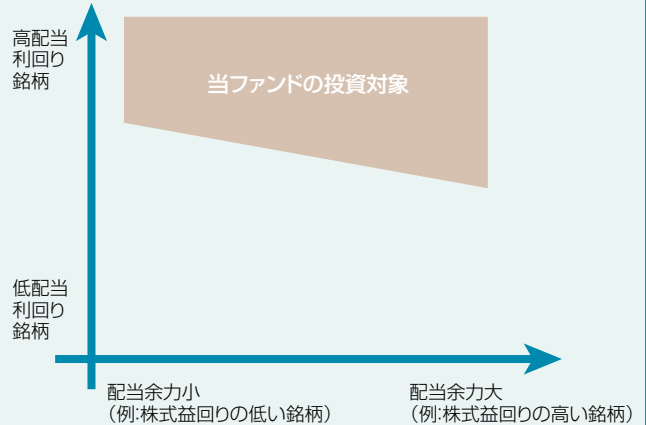 高配当
利回り
銘柄
当ファンドの投資対象
低配当
利回り
銘柄
配当余力小
（例:株式益回りの低い銘柄）
配当余力大
（例:株式益回りの高い銘柄）